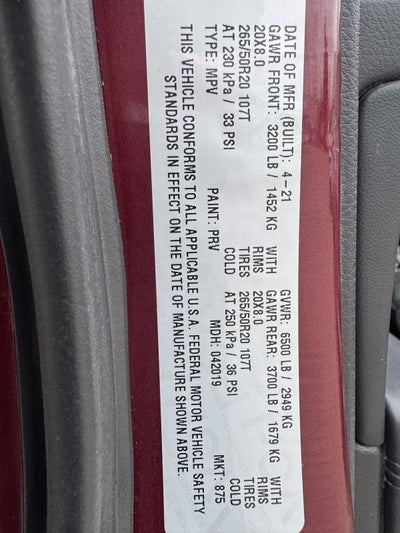 DATE OF MFR (BUILT): 4-21 GVWR: 6500 LB / 2949 KG
GAWR FRONT: 3200 LB / 1452 KG WITH GAWR REAR: 3700 LB / 1679 KG WITH
20X8.0 RIMS 20X8.0 RIMS
265/50R20 107T TIRES 265/50R20 107T TIRES
AT 230 kPa / 33 PSI COLD AT 250 kPa / 36 PSI COLD
TYPE: MPV PAINT: PRV MDH: 042019 MKT: 875
THIS VEHICLE CONFORMS TO ALL APPLICABLE U.S.A. FEDERAL MOTOR VEHICLE SAFETY
STANDARDS IN EFFECT ON THE DATE OF MANUFACTURE SHOWN ABOVE.